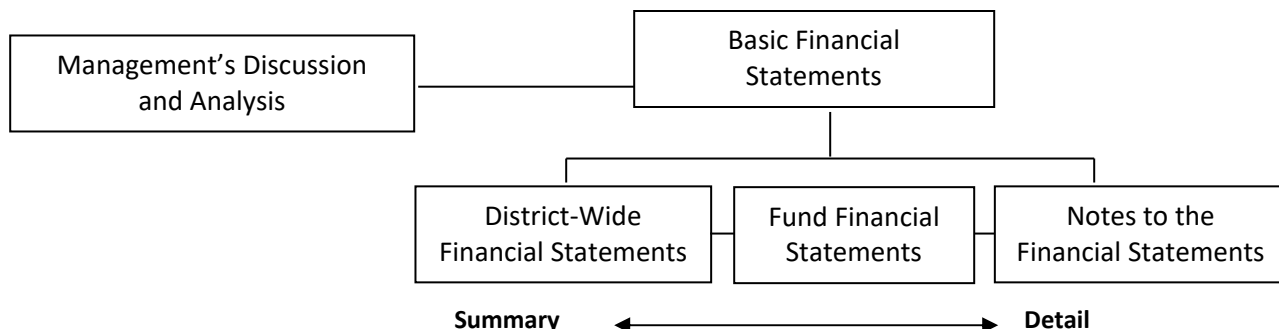 Management’s Discussion
and Analysis
Basic Financial
Statements
District-Wide
Financial Statements
Fund Financial
Statements
Notes to the
Financial Statements
Summary
Detail